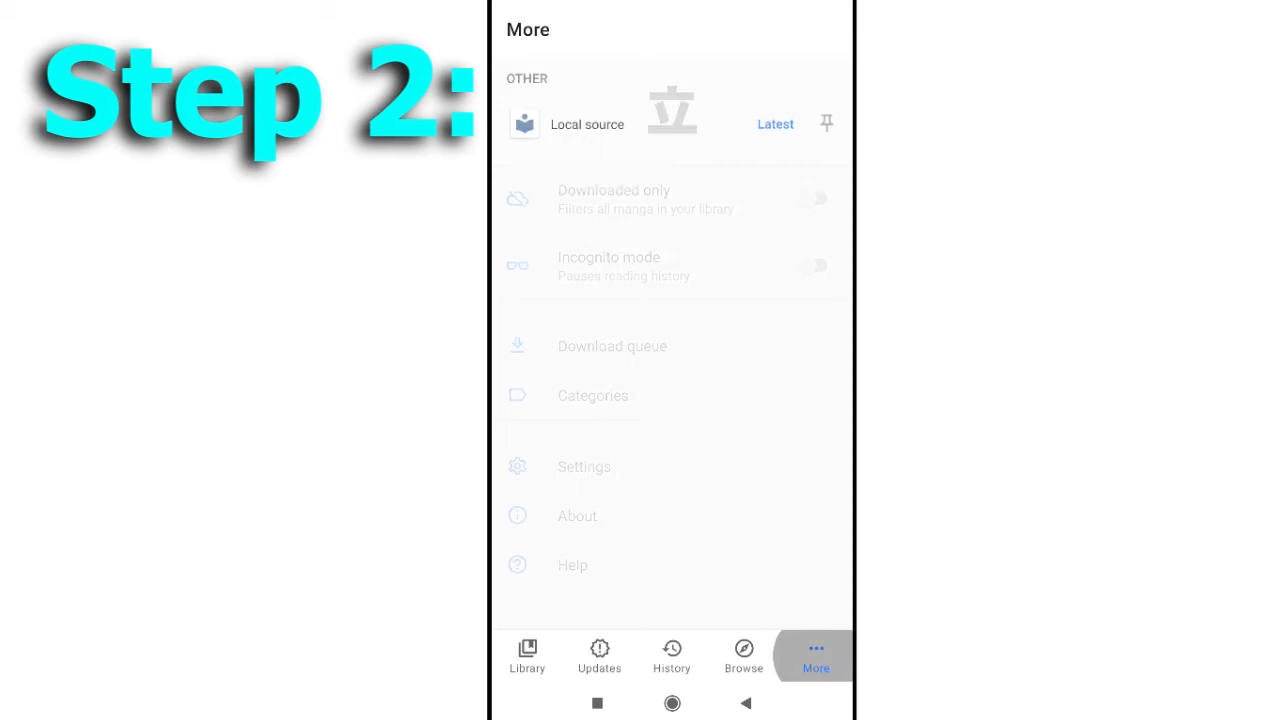 Step 2:
More
OTHER
立
Local source
Latest
Downloaded only
Filters all manga in your library
Incognito mode
Pauses reading history
Download queue
Categories
Settings
About
Help
Library
Updates
History
Browse
More